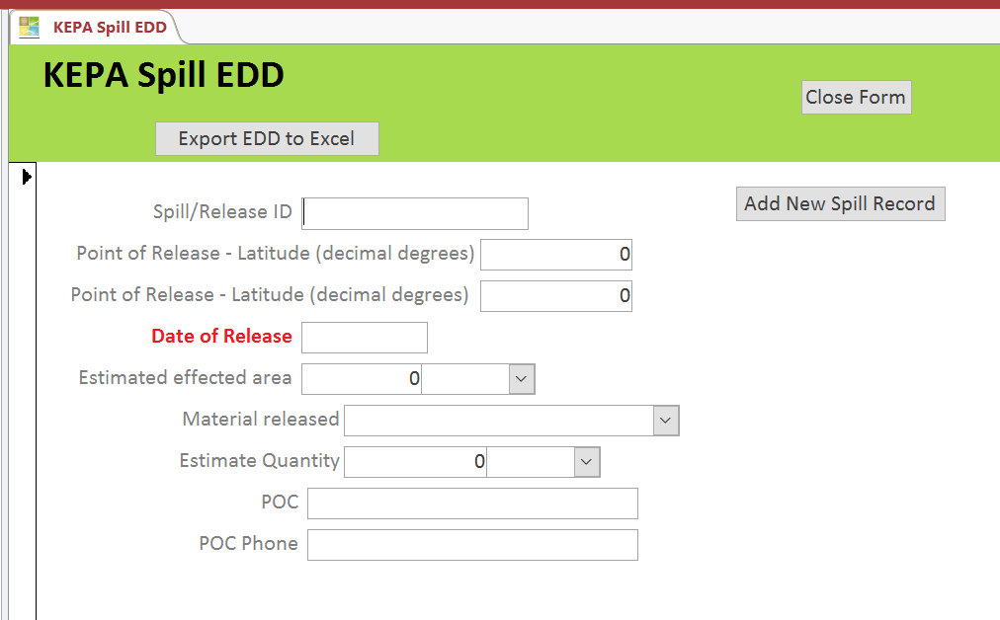 KEPA Spill EDD
KEPA Spill EDD
Close Form
Export EDD to Excel
Spill/Release ID
Add New Spill Record
Point of Release - Latitude (decimal degrees) 0
Point of Release - Latitude (decimal degrees) 0
Date of Release
Estimated effected area 0
Material released
Estimate Quantity 0
POC
POC Phone